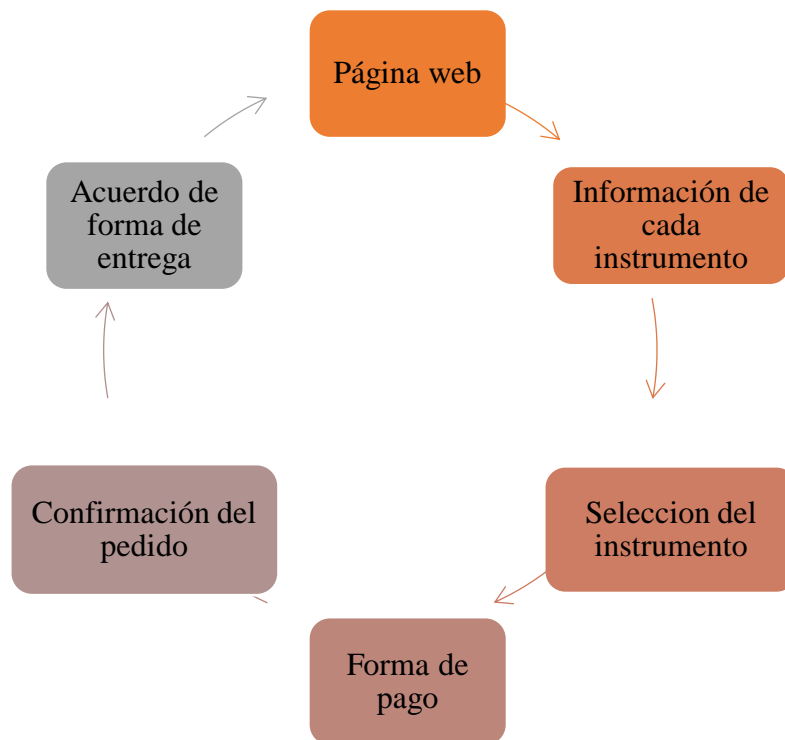 Página web
Información de
cada
instrumento
Seleccion del
instrumento
Forma de
pago
Confirmación del
pedido
Acuerdo de
forma de
entrega